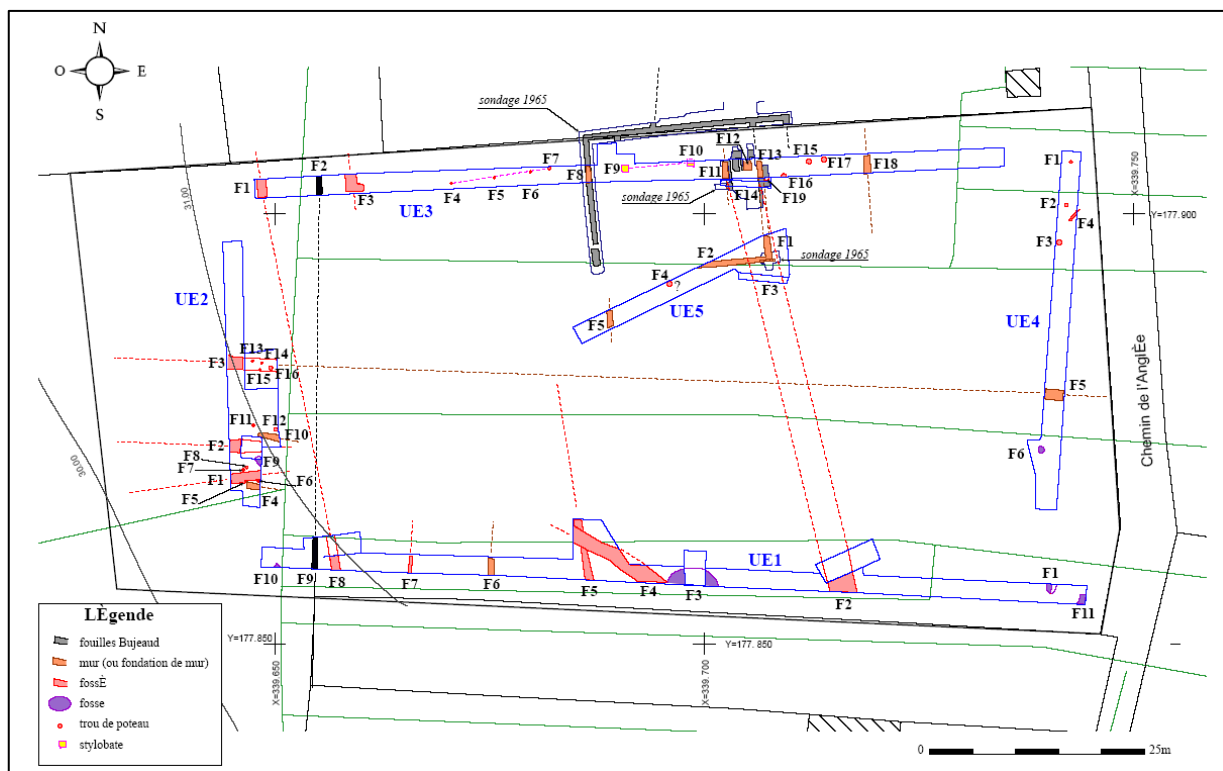 N
O E
S
sondage 1965
F12
F10
F13
F15
F17
F18
F2
F7
F1
F3
F4
F5
F6
F8
F9
F11
F14
F16
F19
UE3
sondage 1965
31.00
X=339.750
Y=177.900
F1
F2
F4
F3
UE4
F5
F6
Chemin de l'AnglËe
F1
F2
sondage 1965
F4
?
F3
F5
UE5
UE2
F3
F13
F14
F15
F16
F11
F12
F10
F2
F8
F9
F7
F1
F6
F5
F4
30.00
UE1
F10
F9
F8
F7
F6
F5
F4
F3
F2
F1
F11
Y=177.850
X=339.650
Y=177. 850
X=339.700
LÈgende
fouilles Bujeaud
mur (ou fondation de mur)
fossÈ
fosse
trou de poteau
stylobate
0 25m